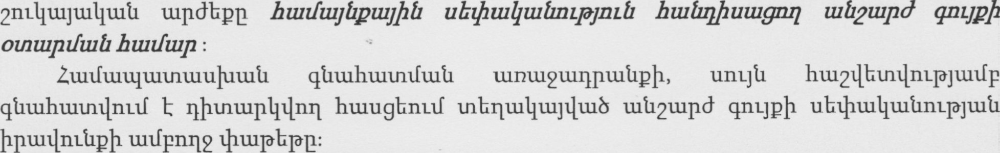 շուկայական արժեքը համայնքային սեփականություն հանդիսացող անշարժ գույքի
օտարման համար :
Համապատասխան գնահատման առաջադրանքի, սույն հաշվետվությամբ
գնահատվում է դիտարկվող հասցեում տեղակայված անշարժ գույքի սեփականության
իրավունքի ամբողջ փաթեթը: